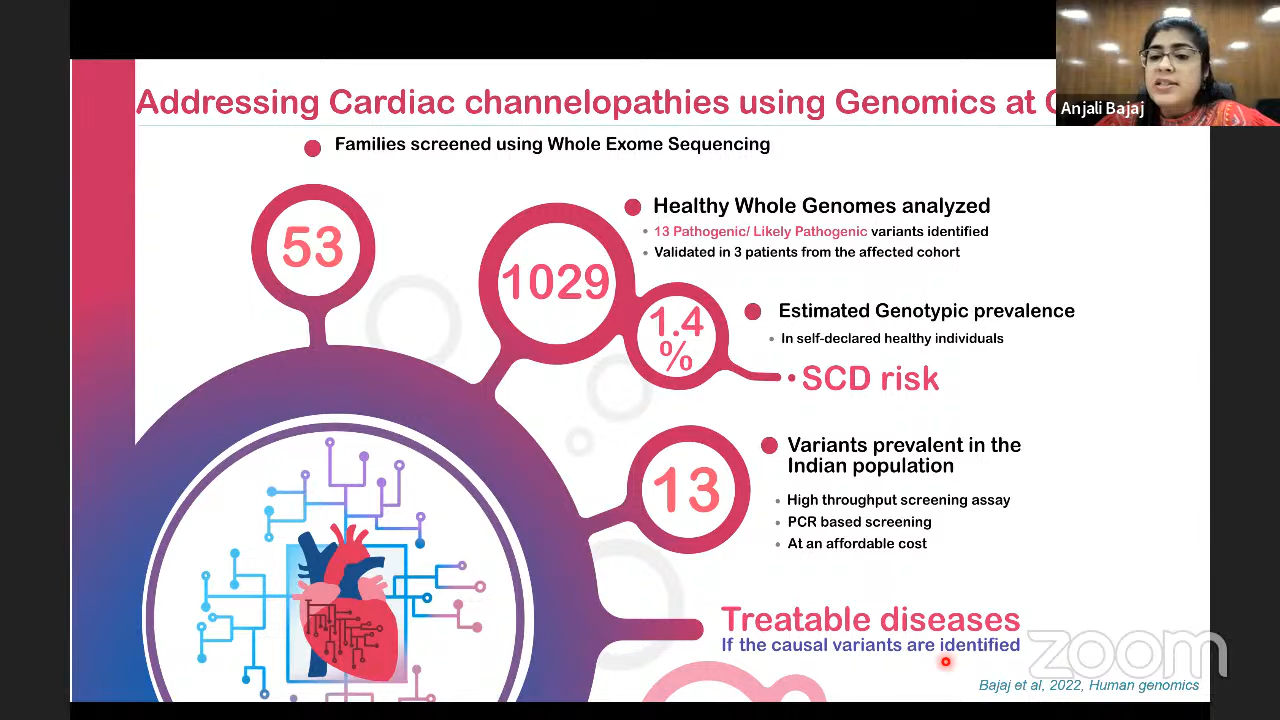 Addressing Cardiac channelopathies using Genomics at
Anjali Bajaj
Families screened using Whole Exome Sequencing
53
Healthy Whole Genomes analyzed
13 Pathogenic/ Likely Pathogenic variants identified
Validated in 3 patients from the affected cohort
1029
1.4
%
Estimated Genotypic prevalence
In self-declared healthy individuals
SCD risk
13
Variants prevalent in the
Indian population
High throughput screening assay
PCR based screening
At an affordable cost
Treatable diseases
If the causal variants are identified
zoom
Bajaj et al, 2022, Human genomics